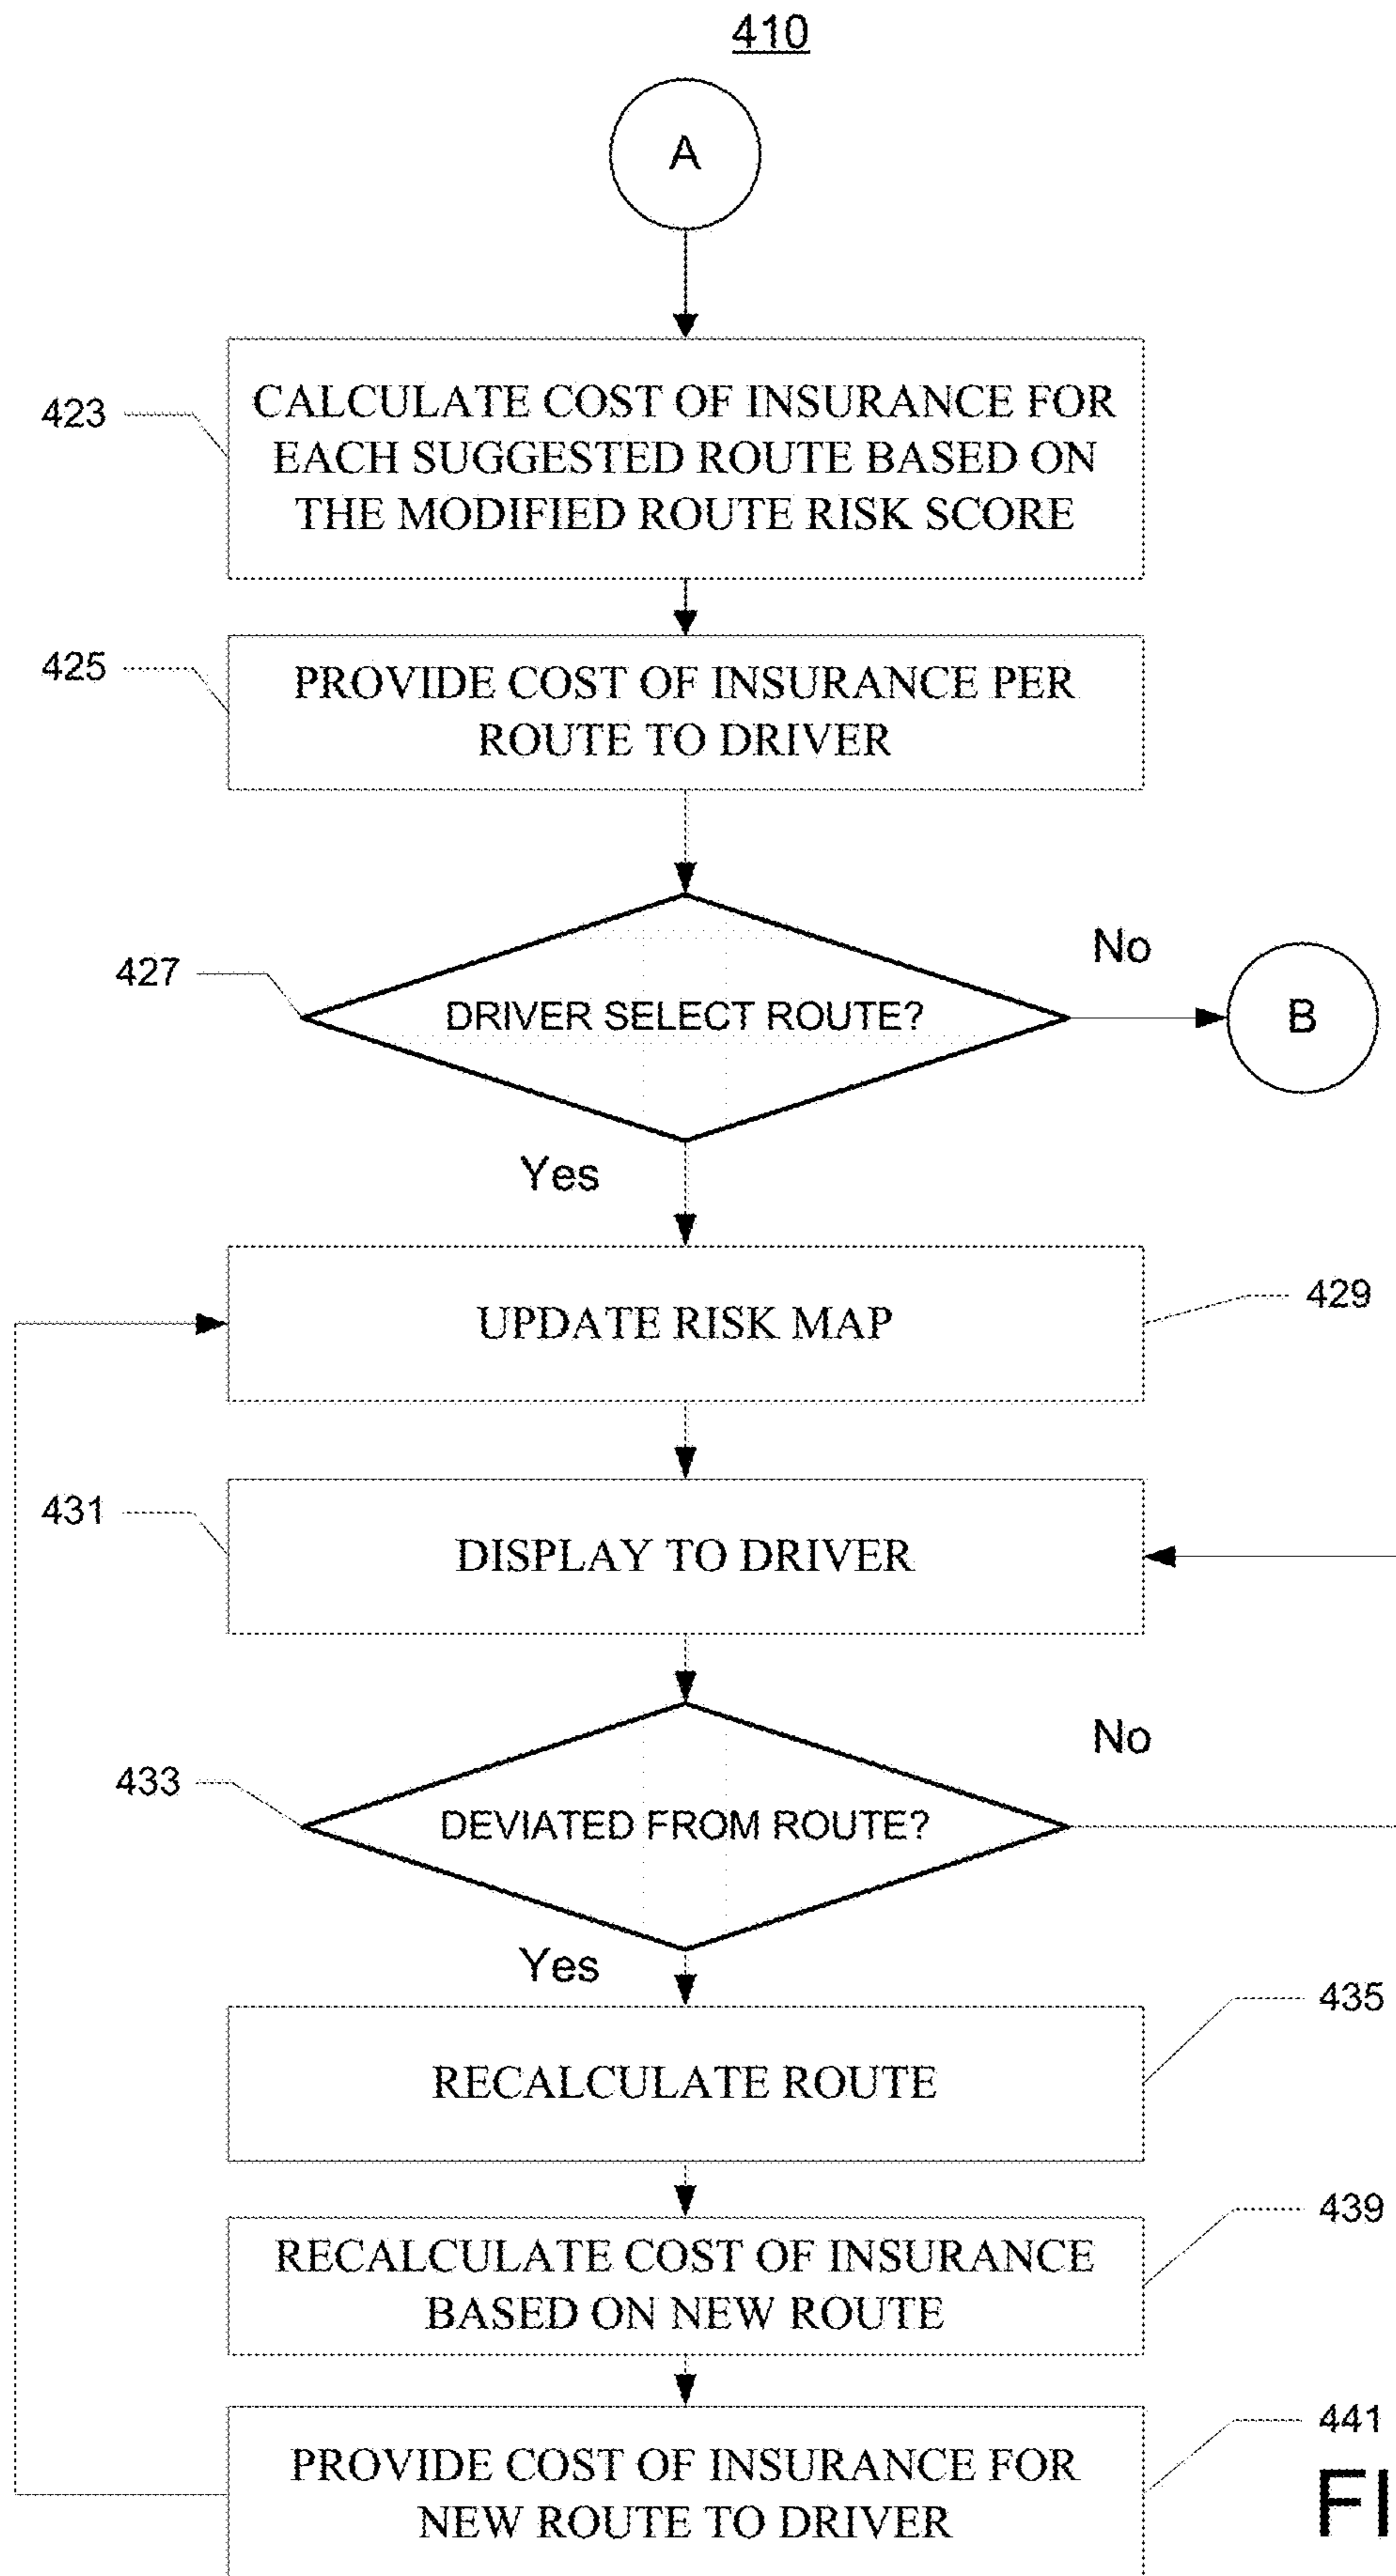 410
A
423
CALCULATE COST OF INSURANCE FOR
EACH SUGGESTED ROUTE BASED ON
THE MODIFIED ROUTE RISK SCORE
425
PROVIDE COST OF INSURANCE PER
ROUTE TO DRIVER
427
DRIVER SELECT ROUTE?
No
B
Yes
UPDATE RISK MAP
429
431
DISPLAY TO DRIVER
433
DEVIATED FROM ROUTE?
No
Yes
435
RECALCULATE ROUTE
439
RECALCULATE COST OF INSURANCE
BASED ON NEW ROUTE
441
PROVIDE COST OF INSURANCE FOR
NEW ROUTE TO DRIVER
FI